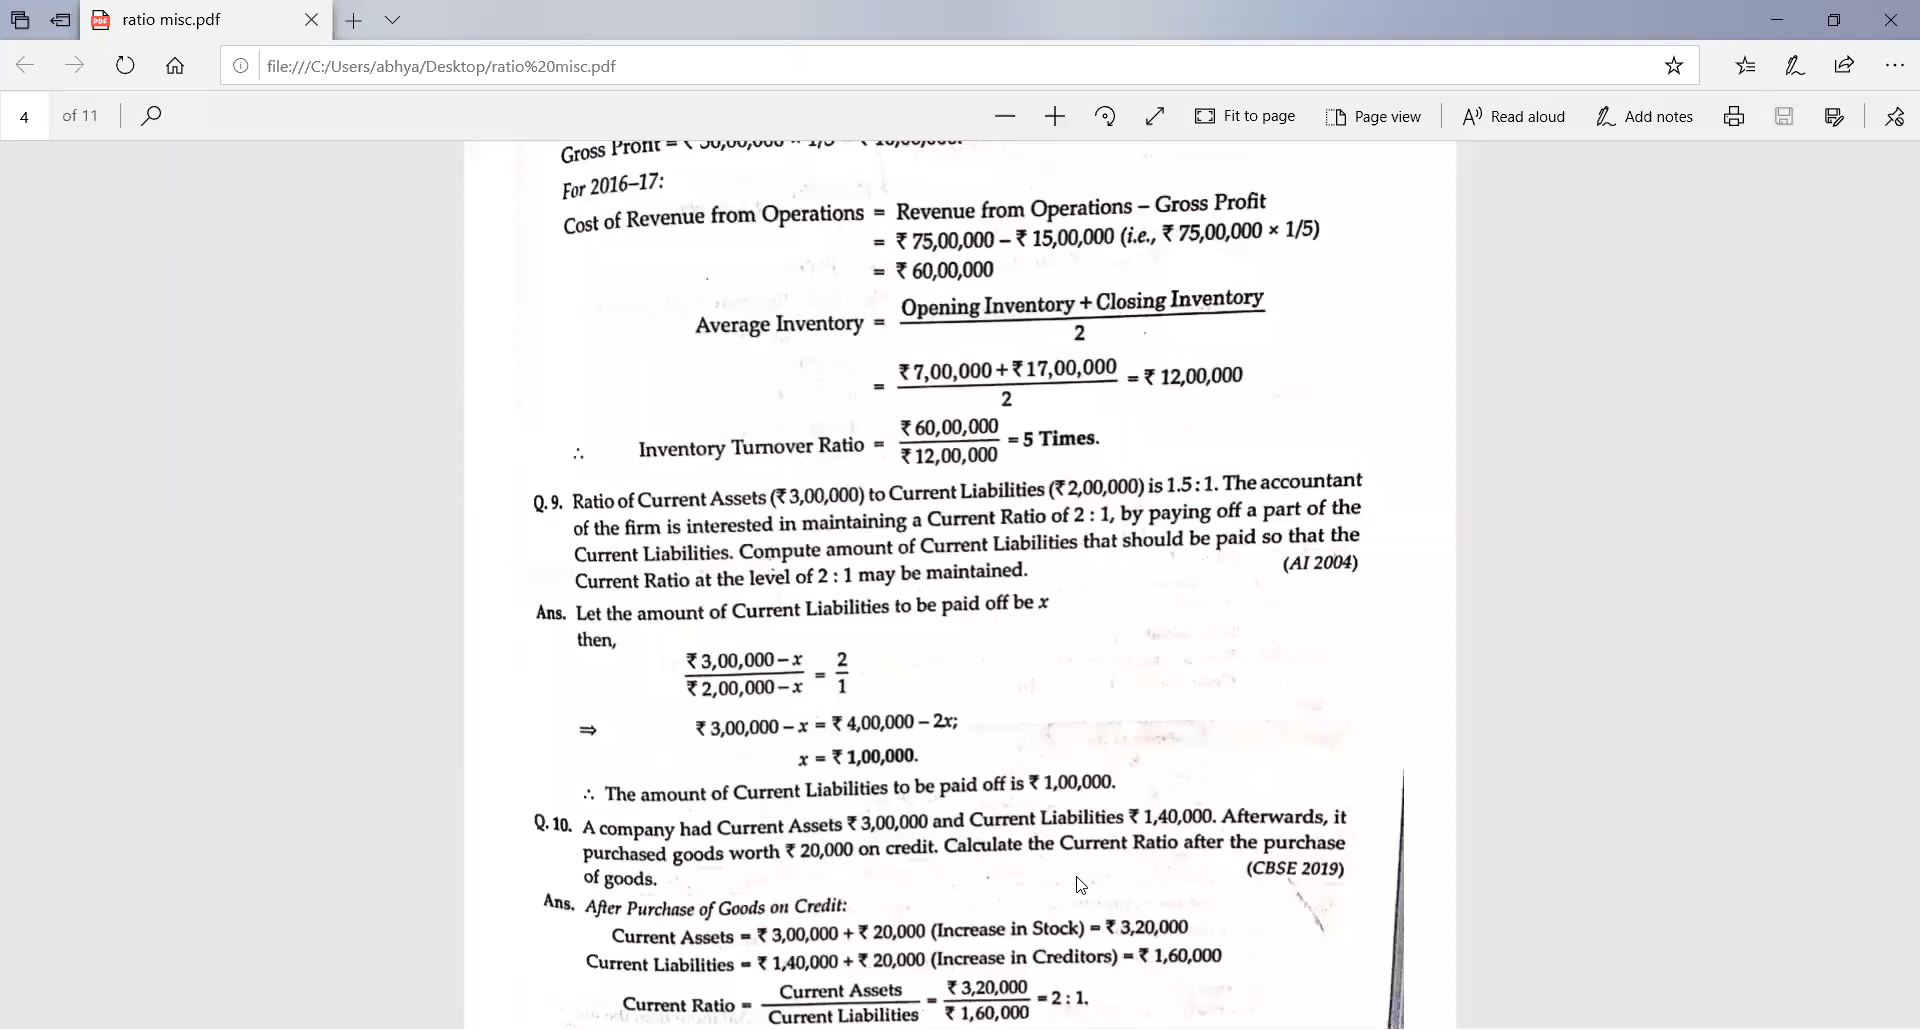 ratio misc.pdf
file:///C:/Users/abhya/Desktop/ratio%20misc.pdf
4 of 11 Fit to page Page view Read aloud Add notes
Gross Profit =
For 2016–17:
Cost of Revenue from Operations = Revenue from Operations – Gross Profit
= ₹ 75,00,000 – ₹ 15,00,000 (i.e., ₹ 75,00,000 × 1/5)
= ₹ 60,00,000
Average Inventory = Opening Inventory + Closing Inventory
2
= ₹ 7,00,000 + ₹ 17,00,000 = ₹ 12,00,000
2
∴ Inventory Turnover Ratio = ₹ 60,00,000 = 5 Times.
₹ 12,00,000
Q.9. Ratio of Current Assets (₹ 3,00,000) to Current Liabilities (₹ 2,00,000) is 1.5 : 1. The accountant
of the firm is interested in maintaining a Current Ratio of 2 : 1, by paying off a part of the
Current Liabilities. Compute amount of Current Liabilities that should be paid so that the
Current Ratio at the level of 2 : 1 may be maintained. (AI 2004)
Ans. Let the amount of Current Liabilities to be paid off be x
then,
₹ 3,00,000 – x = 2
₹ 2,00,000 – x 1
⇒ ₹ 3,00,000 – x = ₹ 4,00,000 – 2x;
x = ₹ 1,00,000.
∴ The amount of Current Liabilities to be paid off is ₹ 1,00,000.
Q. 10. A company had Current Assets ₹ 3,00,000 and Current Liabilities ₹ 1,40,000. Afterwards, it
purchased goods worth ₹ 20,000 on credit. Calculate the Current Ratio after the purchase
of goods. (CBSE 2019)
Ans. After Purchase of Goods on Credit:
Current Assets = ₹ 3,00,000 + ₹ 20,000 (Increase in Stock) = ₹ 3,20,000
Current Liabilities = ₹ 1,40,000 + ₹ 20,000 (Increase in Creditors) = ₹ 1,60,000
Current Ratio = Current Assets = ₹ 3,20,000 = 2 : 1.
Current Liabilities ₹ 1,60,000